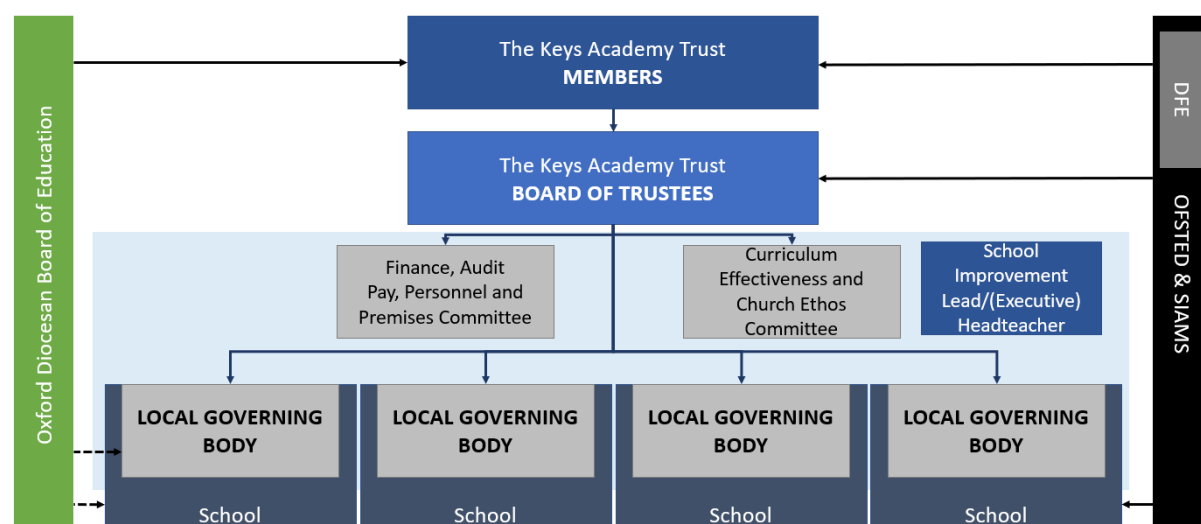 Oxford Diocesan Board of Education
The Keys Academy Trust
MEMBERS
DFE
The Keys Academy Trust
BOARD OF TRUSTEES
OFSTED & SIAMS
Finance, Audit
Pay, Personnel and
Premises Committee
Curriculum
Effectiveness and
Church Ethos
Committee
School
Improvement
Lead/(Executive)
Headteacher
LOCAL GOVERNING
BODY
LOCAL GOVERNING
BODY
LOCAL GOVERNING
BODY
LOCAL GOVERNING
BODY
School
School
School
School